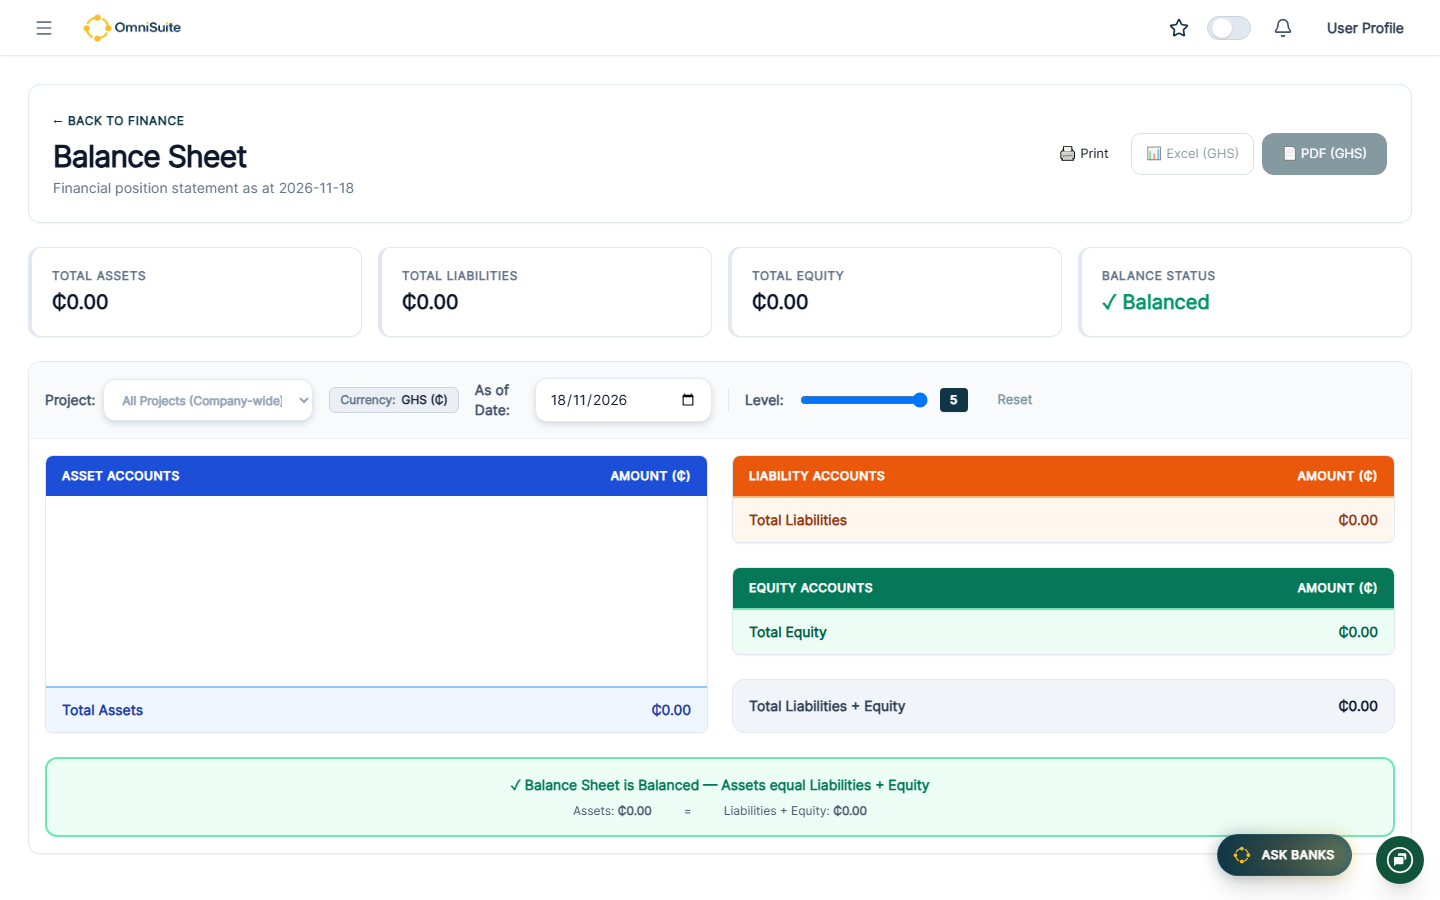 OmniSuite
User Profile
← BACK TO FINANCE
Balance Sheet
Financial position statement as at 2026-11-18
Print
Excel (GHS)
PDF (GHS)
TOTAL ASSETS
₵0.00
TOTAL LIABILITIES
₵0.00
TOTAL EQUITY
₵0.00
BALANCE STATUS
✓ Balanced
Project:
All Projects (Company-wide)
Currency: GHS (₵)
As of
Date:
18/11/2026
Level:
5
Reset
ASSET ACCOUNTS AMOUNT (₵)
Total Assets ₵0.00
LIABILITY ACCOUNTS AMOUNT (₵)
Total Liabilities ₵0.00
EQUITY ACCOUNTS AMOUNT (₵)
Total Equity ₵0.00
Total Liabilities + Equity ₵0.00
✓ Balance Sheet is Balanced — Assets equal Liabilities + Equity
Assets: ₵0.00 = Liabilities + Equity: ₵0.00
ASK BANKS